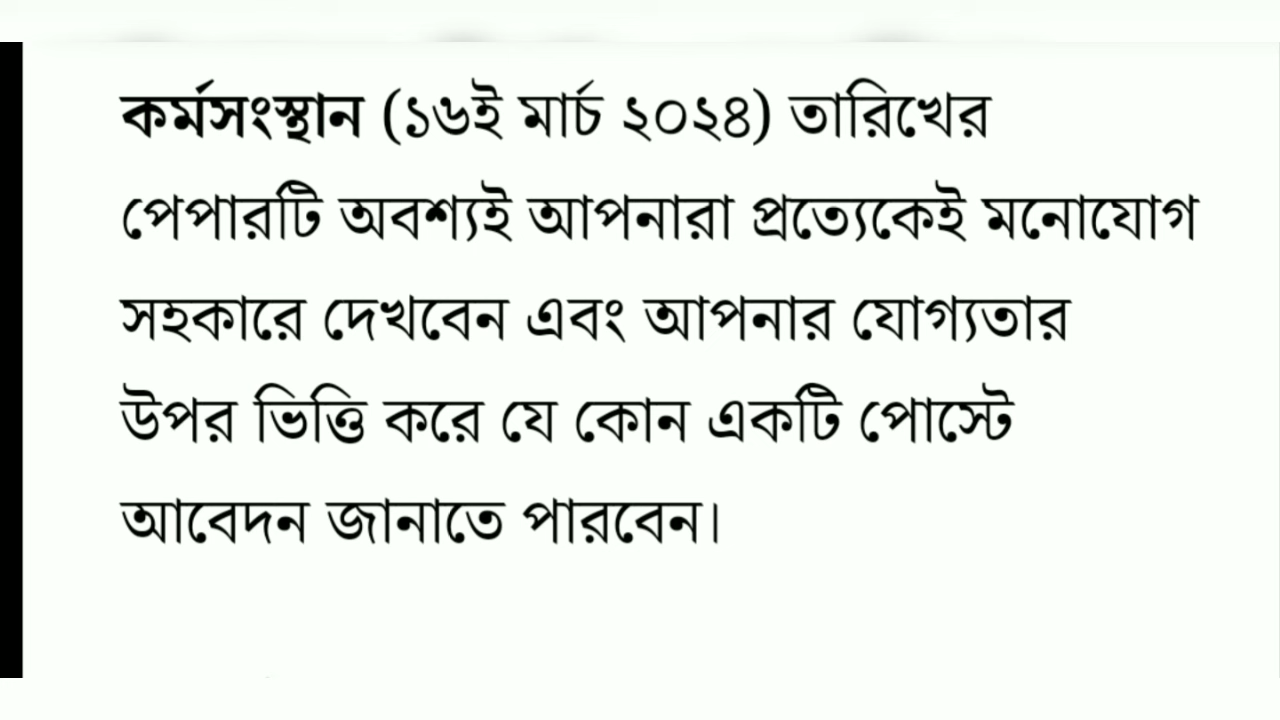 কর্মসংস্থান (১৬ই মার্চ ২০২৪) তারিখের
পেপারটি অবশ্যই আপনারা প্রত্যেকেই মনোযোগ
সহকারে দেখবেন এবং আপনার যোগ্যতার
উপর ভিত্তি করে যে কোন একটি পোস্টে
আবেদন জানাতে পারবেন।